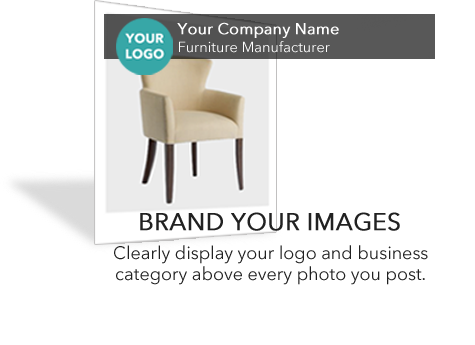 YOUR
LOGO
Your Company Name
Furniture Manufacturer
BRAND YOUR IMAGES
Clearly display your logo and business
category above every photo you post.